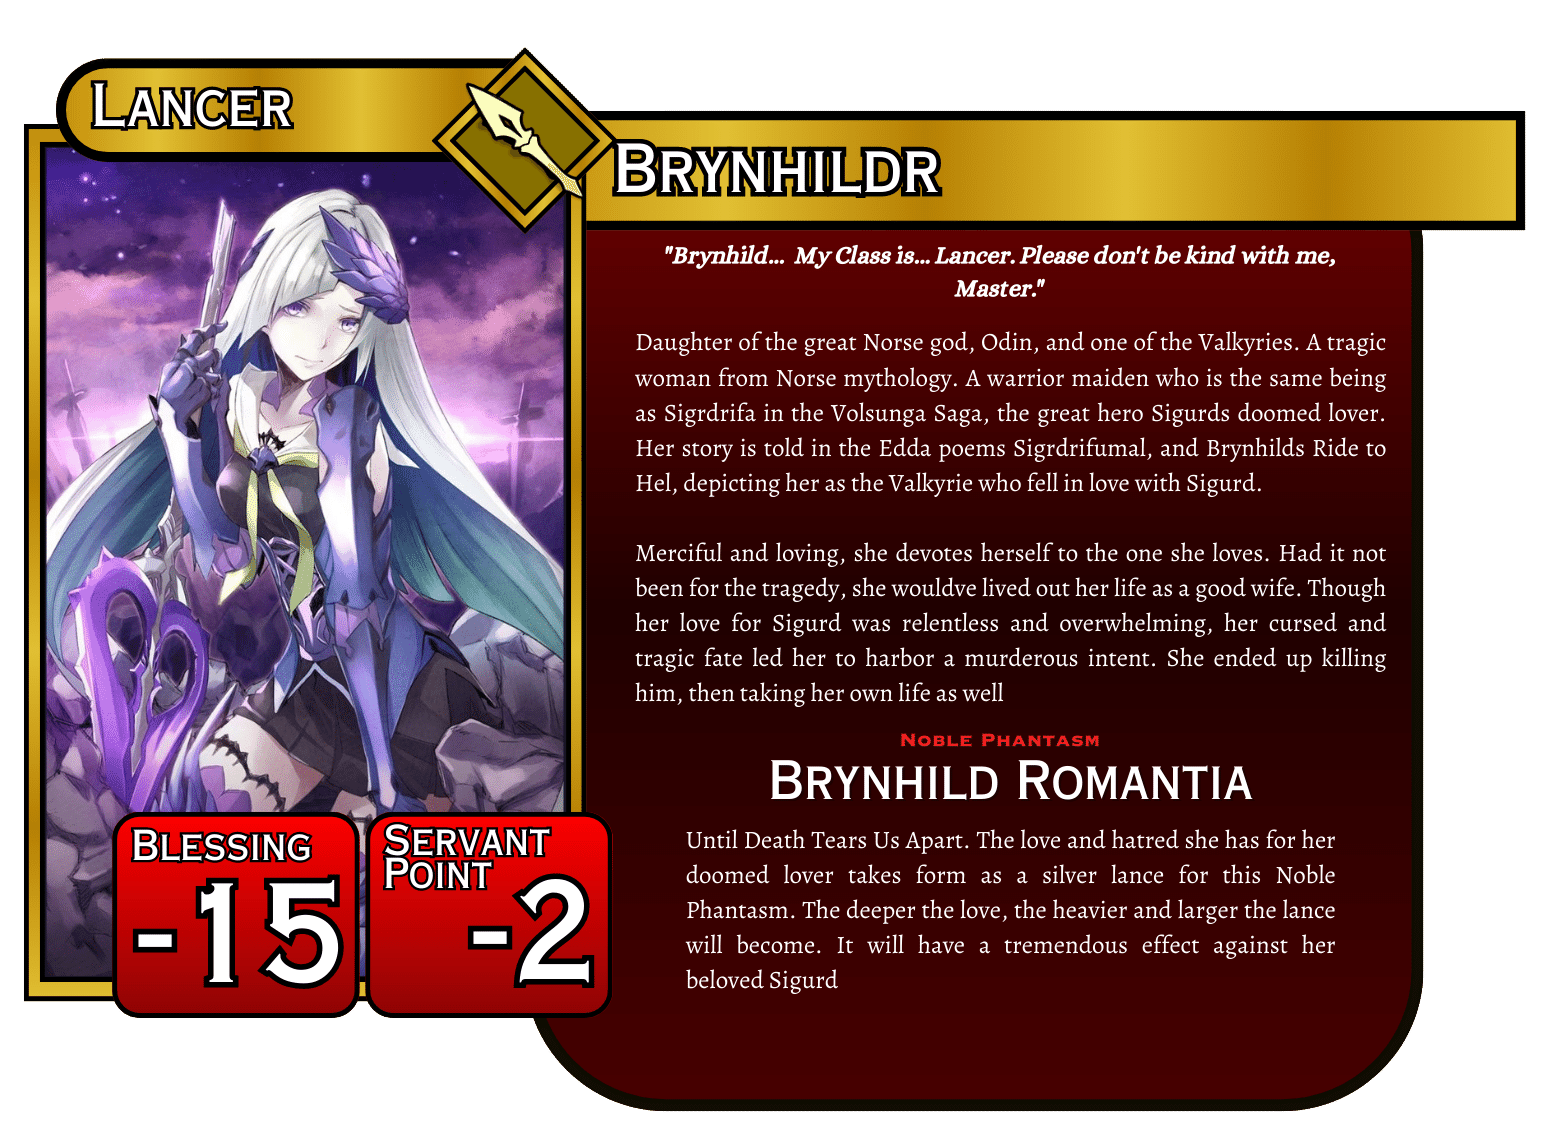 Lancer
Brynhildr
"Brynhild... My Class is... Lancer. Please don't be kind with me,
Master."
Daughter of the great Norse god, Odin, and one of the Valkyries. A tragic
woman from Norse mythology. A warrior maiden who is the same being
as Sigrdrifa in the Volsunga Saga, the great hero Sigurds doomed lover.
Her story is told in the Edda poems Sigrdrifumal, and Brynhilds Ride to
Hel, depicting her as the Valkyrie who fell in love with Sigurd.
Merciful and loving, she devotes herself to the one she loves. Had it not
been for the tragedy, she wouldve lived out her life as a good wife. Though
her love for Sigurd was relentless and overwhelming, her cursed and
tragic fate led her to harbor a murderous intent. She ended up killing
him, then taking her own life as well
Noble Phantasm
Brynhild Romantia
Until Death Tears Us Apart. The love and hatred she has for her
doomed lover takes form as a silver lance for this Noble
Phantasm. The deeper the love, the heavier and larger the lance
will become. It will have a tremendous effect against her
beloved Sigurd
Blessing
-15
Servant
Point
-2